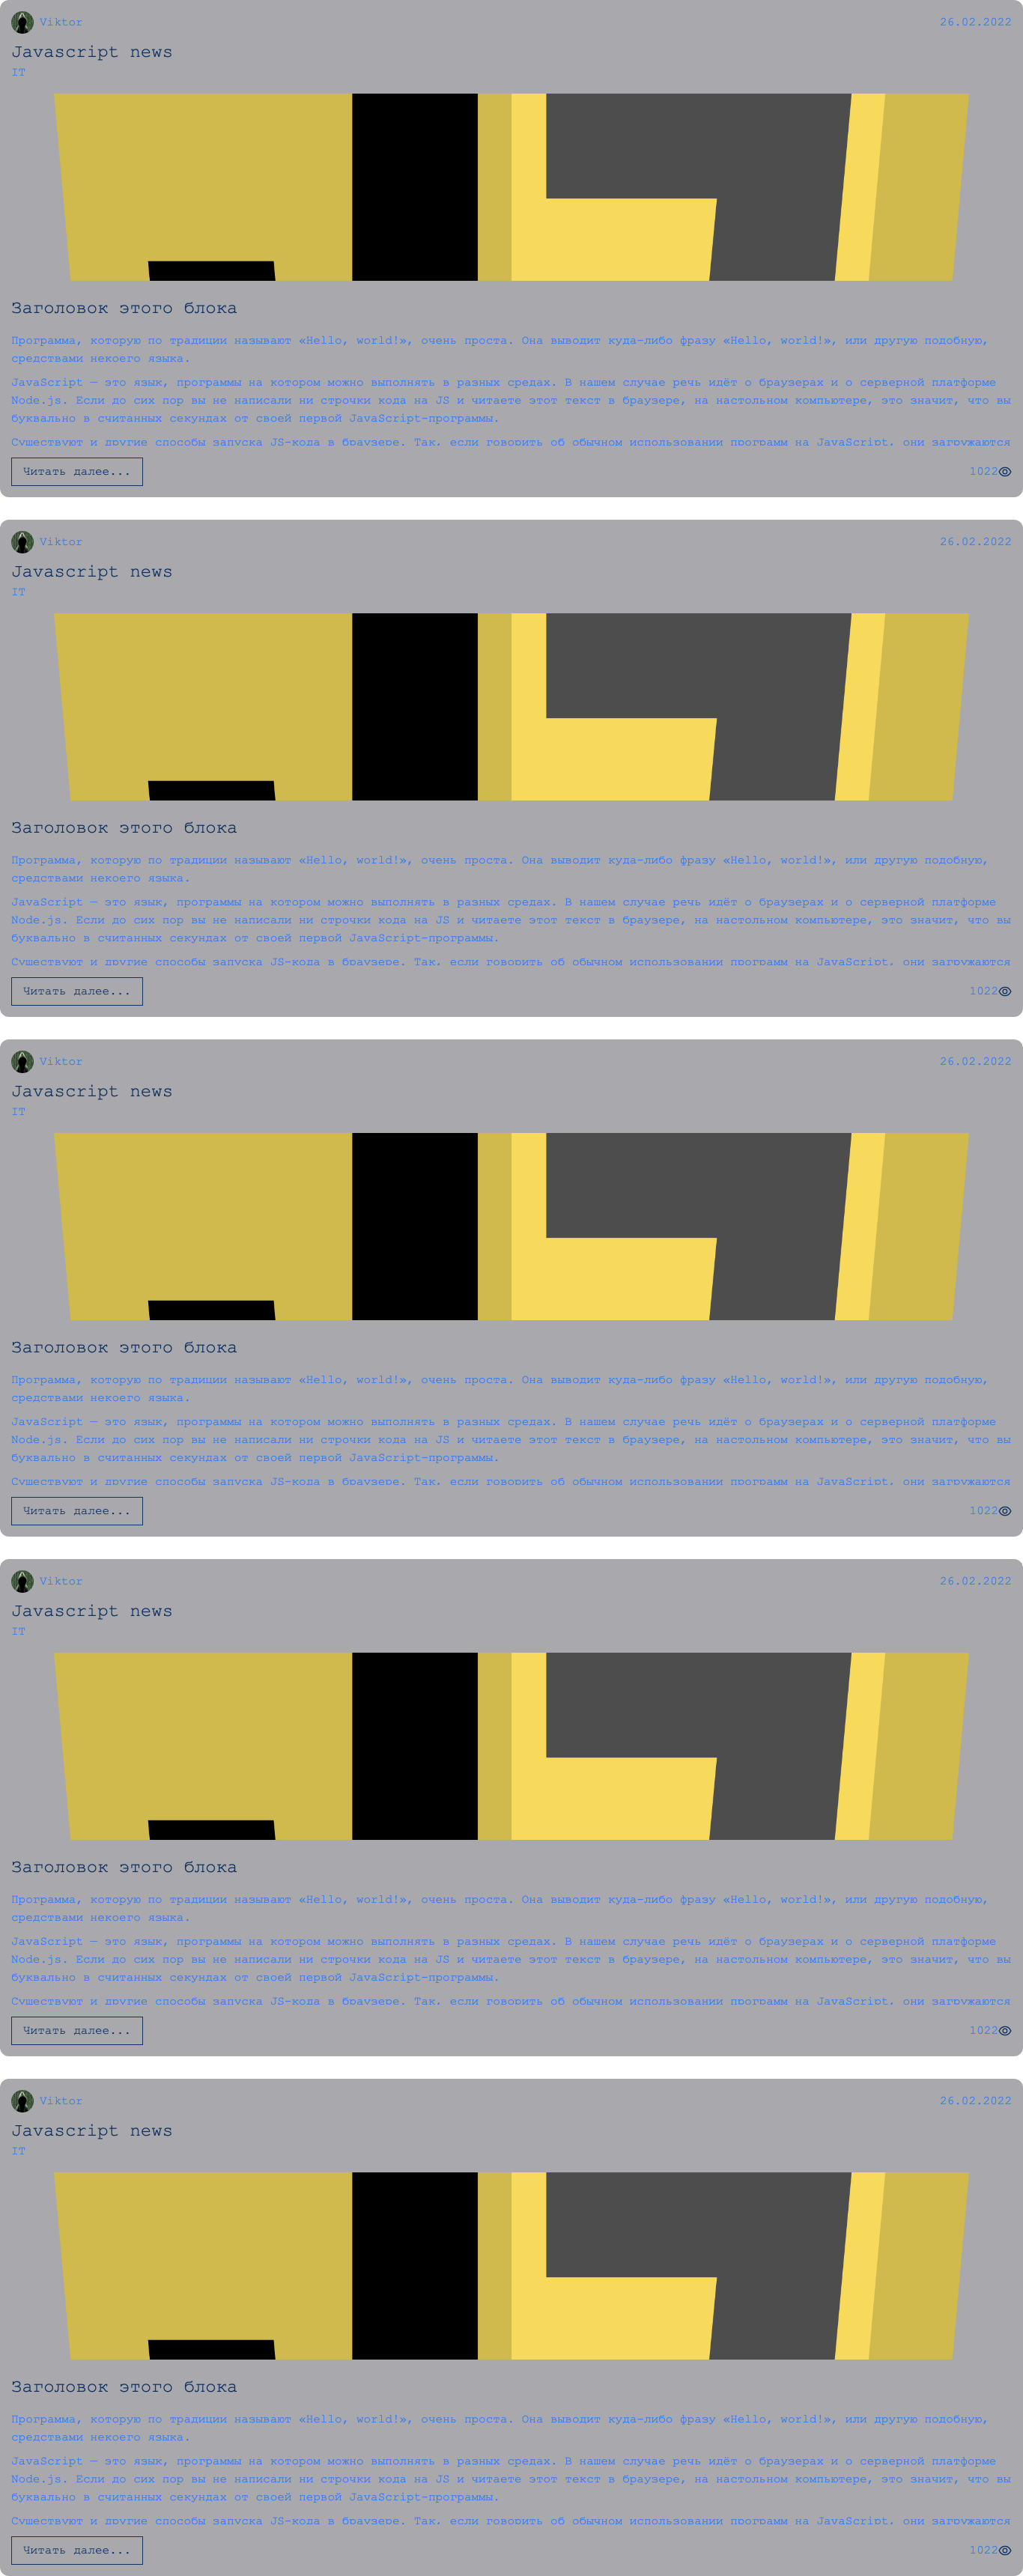 Viktor
26.02.2022
Javascript news
IT
Заголовок этого блока
Программа, которую по традиции называют «Hello, world!», очень проста. Она выводит куда-либо фразу «Hello, world!», или другую подобную,
средствами некоего языка.
JavaScript — это язык, программы на котором можно выполнять в разных средах. В нашем случае речь идёт о браузерах и о серверной платформе
Node.js. Если до сих пор вы не написали ни строчки кода на JS и читаете этот текст в браузере, на настольном компьютере, это значит, что вы
буквально в считанных секундах от своей первой JavaScript-программы.
Существуют и другие способы запуска JS-кода в браузере. Так, если говорить об обычном использовании программ на JavaScript, они загружаются
Читать далее...
1022
Viktor
26.02.2022
Javascript news
IT
Заголовок этого блока
Программа, которую по традиции называют «Hello, world!», очень проста. Она выводит куда-либо фразу «Hello, world!», или другую подобную,
средствами некоего языка.
JavaScript — это язык, программы на котором можно выполнять в разных средах. В нашем случае речь идёт о браузерах и о серверной платформе
Node.js. Если до сих пор вы не написали ни строчки кода на JS и читаете этот текст в браузере, на настольном компьютере, это значит, что вы
буквально в считанных секундах от своей первой JavaScript-программы.
Существуют и другие способы запуска JS-кода в браузере. Так, если говорить об обычном использовании программ на JavaScript, они загружаются
Читать далее...
1022
Viktor
26.02.2022
Javascript news
IT
Заголовок этого блока
Программа, которую по традиции называют «Hello, world!», очень проста. Она выводит куда-либо фразу «Hello, world!», или другую подобную,
средствами некоего языка.
JavaScript — это язык, программы на котором можно выполнять в разных средах. В нашем случае речь идёт о браузерах и о серверной платформе
Node.js. Если до сих пор вы не написали ни строчки кода на JS и читаете этот текст в браузере, на настольном компьютере, это значит, что вы
буквально в считанных секундах от своей первой JavaScript-программы.
Существуют и другие способы запуска JS-кода в браузере. Так, если говорить об обычном использовании программ на JavaScript, они загружаются
Читать далее...
1022
Viktor
26.02.2022
Javascript news
IT
Заголовок этого блока
Программа, которую по традиции называют «Hello, world!», очень проста. Она выводит куда-либо фразу «Hello, world!», или другую подобную,
средствами некоего языка.
JavaScript — это язык, программы на котором можно выполнять в разных средах. В нашем случае речь идёт о браузерах и о серверной платформе
Node.js. Если до сих пор вы не написали ни строчки кода на JS и читаете этот текст в браузере, на настольном компьютере, это значит, что вы
буквально в считанных секундах от своей первой JavaScript-программы.
Существуют и другие способы запуска JS-кода в браузере. Так, если говорить об обычном использовании программ на JavaScript, они загружаются
Читать далее...
1022
Viktor
26.02.2022
Javascript news
IT
Заголовок этого блока
Программа, которую по традиции называют «Hello, world!», очень проста. Она выводит куда-либо фразу «Hello, world!», или другую подобную,
средствами некоего языка.
JavaScript — это язык, программы на котором можно выполнять в разных средах. В нашем случае речь идёт о браузерах и о серверной платформе
Node.js. Если до сих пор вы не написали ни строчки кода на JS и читаете этот текст в браузере, на настольном компьютере, это значит, что вы
буквально в считанных секундах от своей первой JavaScript-программы.
Существуют и другие способы запуска JS-кода в браузере. Так, если говорить об обычном использовании программ на JavaScript, они загружаются
Читать далее...
1022